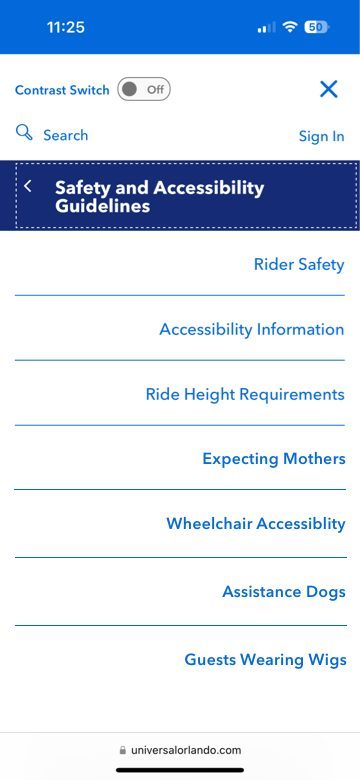 11:25
50
Contrast Switch
Off
Search
Sign In
Safety and Accessibility
Guidelines
Rider Safety
Accessibility Information
Ride Height Requirements
Expecting Mothers
Wheelchair Accessiblity
Assistance Dogs
Guests Wearing Wigs
universalorlando.com